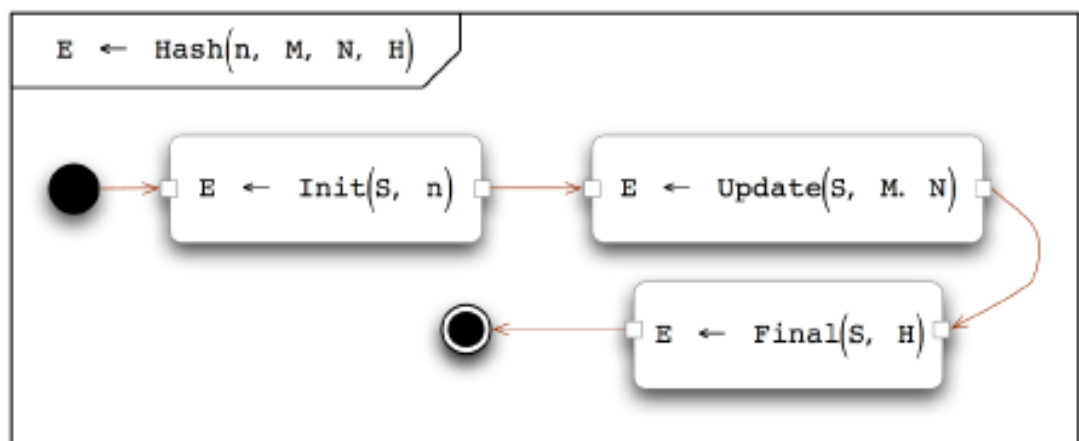 E ← Hash(n, M, N, H)
E ← Init(S, n)
E ← Update(S, M. N)
E ← Final(S, H)